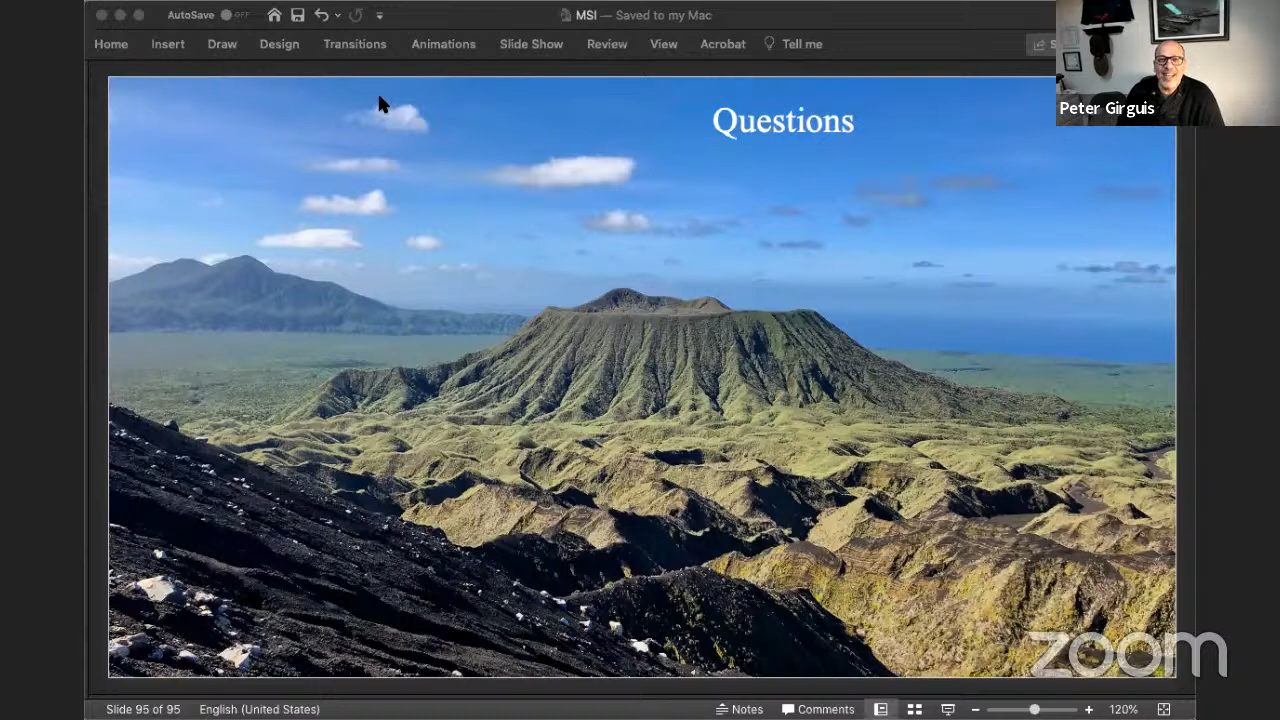 AutoSave OFF
MSI — Saved to my Mac
Home Insert Draw Design Transitions Animations Slide Show Review View Acrobat Tell me S
Peter Girguis
Questions
zoom
Slide 95 of 95 English (United States) Notes Comments 120%